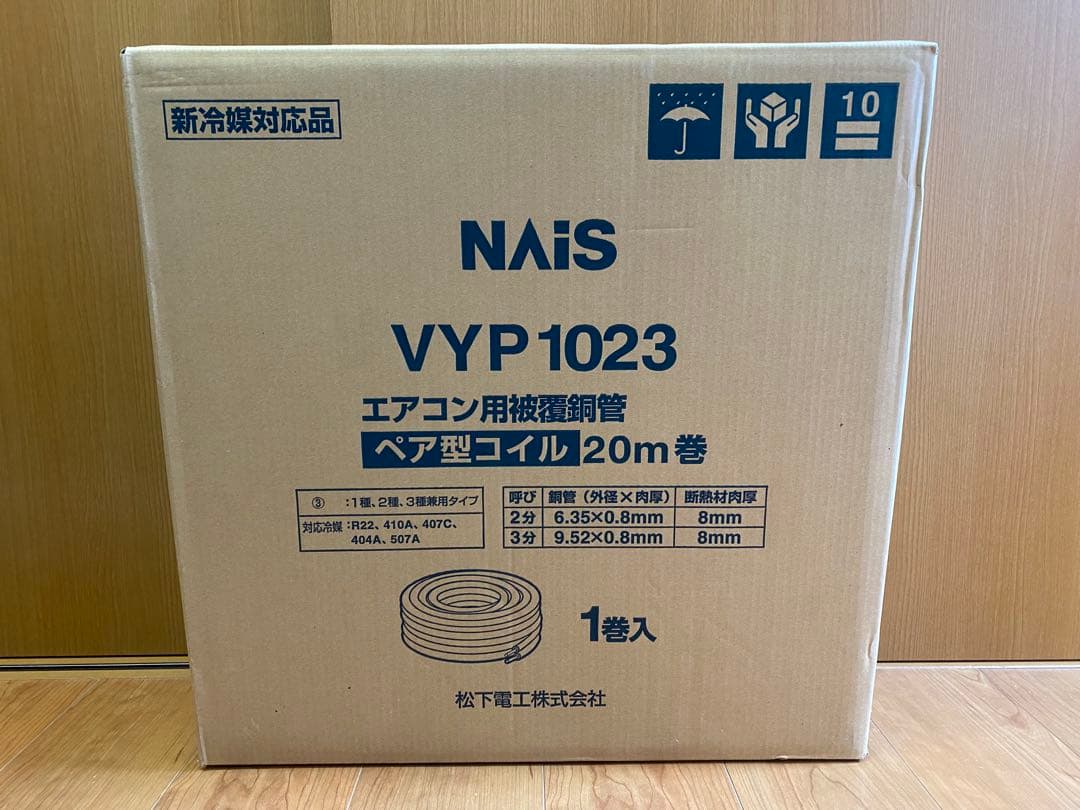 新冷媒対応品
10
NAiS
VYP1023
エアコン用被覆銅管
ペア型コイル 20m巻
③ :1種、2種、3種兼用タイプ
対応冷媒 :R22、410A、407C、
404A、507A
呼び 銅管(外径×肉厚) 断熱材肉厚
2分 6.35×0.8mm 8mm
3分 9.52×0.8mm 8mm
1巻入
松下電工株式会社